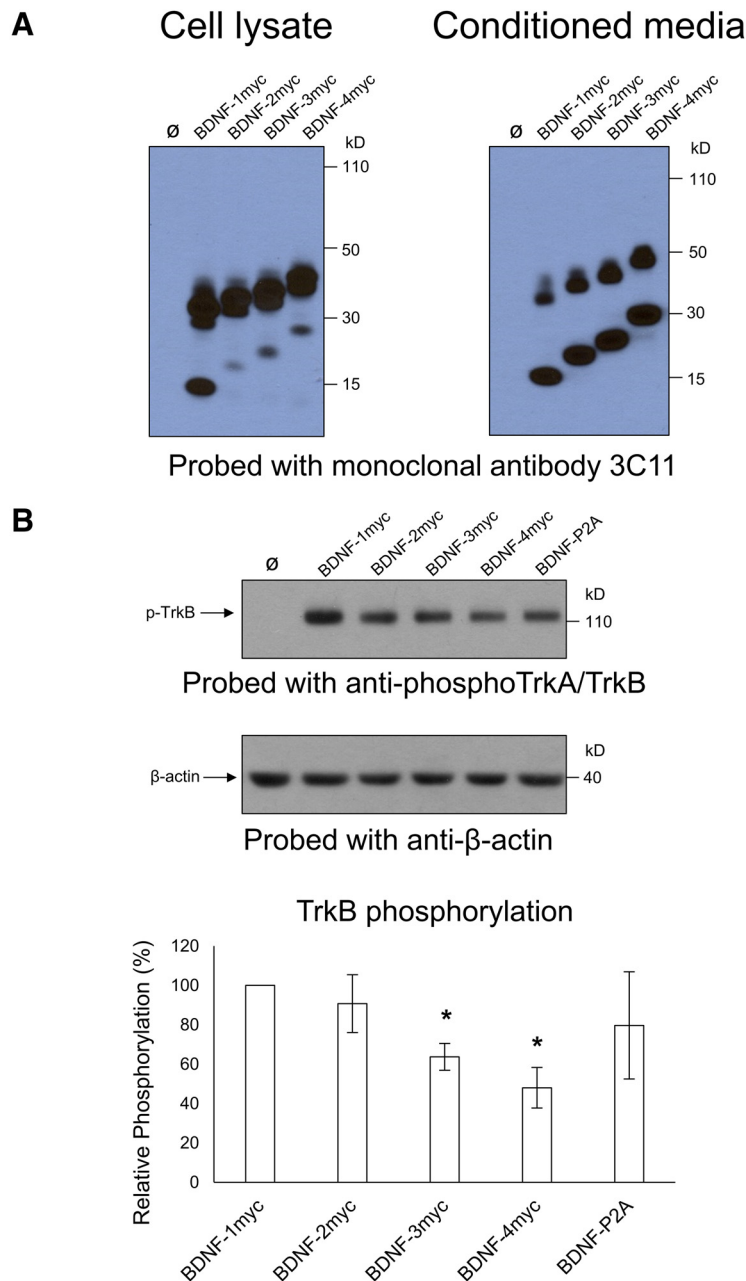 A
Cell lysate
Conditioned media
Ø BDNF-1myc BDNF-2myc BDNF-3myc BDNF-4myc
kD
110
50
30
15
Ø BDNF-1myc BDNF-2myc BDNF-3myc BDNF-4myc
kD
110
50
30
15
Probed with monoclonal antibody 3C11
B
Ø BDNF-1myc BDNF-2myc BDNF-3myc BDNF-4myc BDNF-P2A
kD
p-TrkB
110
Probed with anti-phosphoTrkA/TrkB
kD
β-actin
40
Probed with anti-β-actin
TrkB phosphorylation
Relative Phosphorylation (%)
120
100
80
60
40
20
0
* *
BDNF-1myc BDNF-2myc BDNF-3myc BDNF-4myc BDNF-P2A